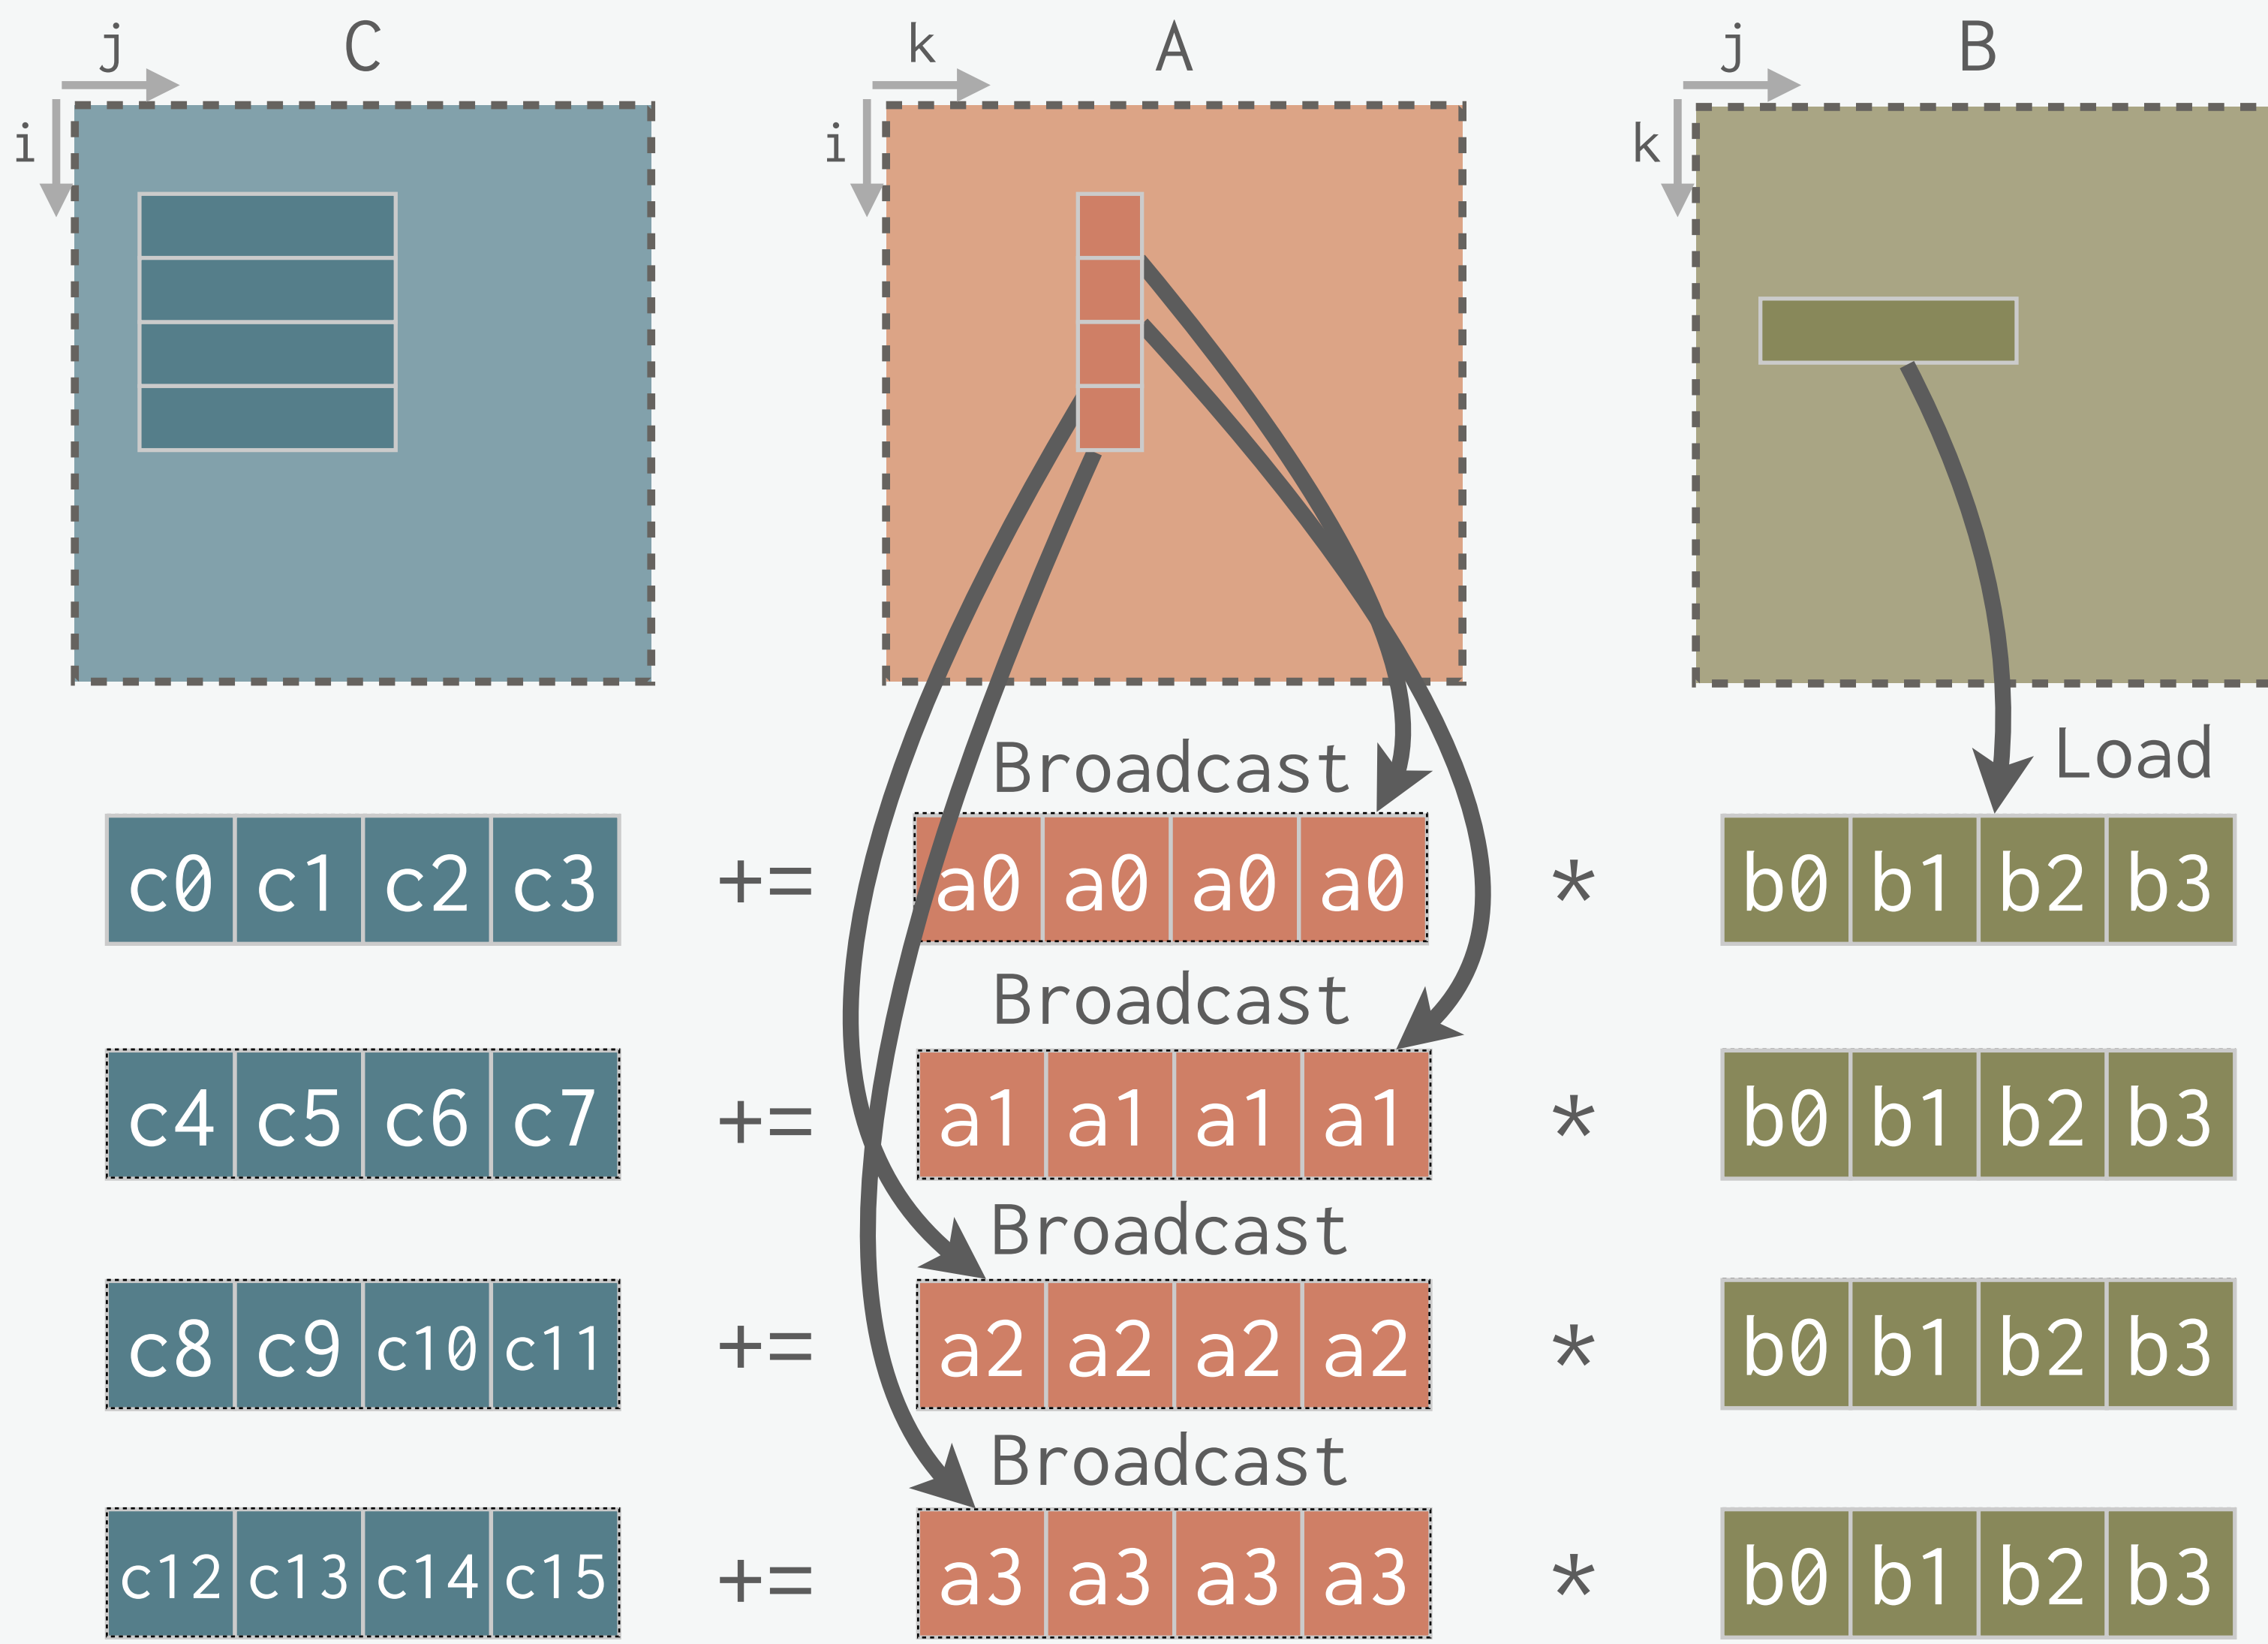 j C k A j B
i i k
Broadcast Load
c0 c1 c2 c3 += a0 a0 a0 a0 * b0 b1 b2 b3
Broadcast
c4 c5 c6 c7 += a1 a1 a1 a1 * b0 b1 b2 b3
Broadcast
c8 c9 c10 c11 += a2 a2 a2 a2 * b0 b1 b2 b3
Broadcast
c12 c13 c14 c15 += a3 a3 a3 a3 * b0 b1 b2 b3